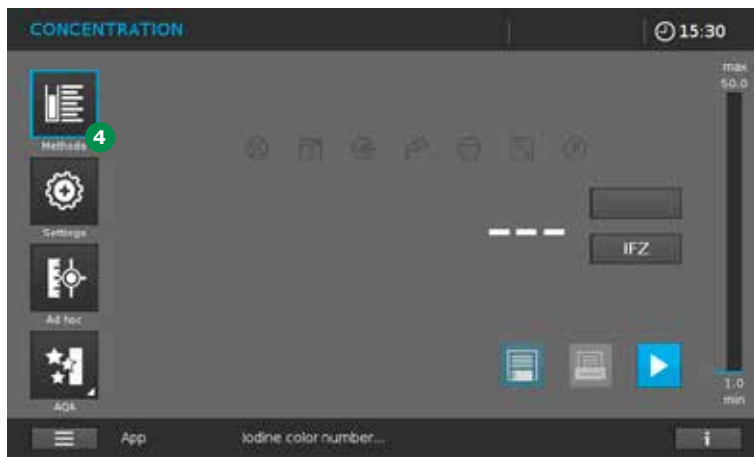 CONCENTRATION
15:30
max
50.0
Methods
4
Settings
IFZ
Ad hoc
AQA
1.0
min
App
Iodine color number...
i